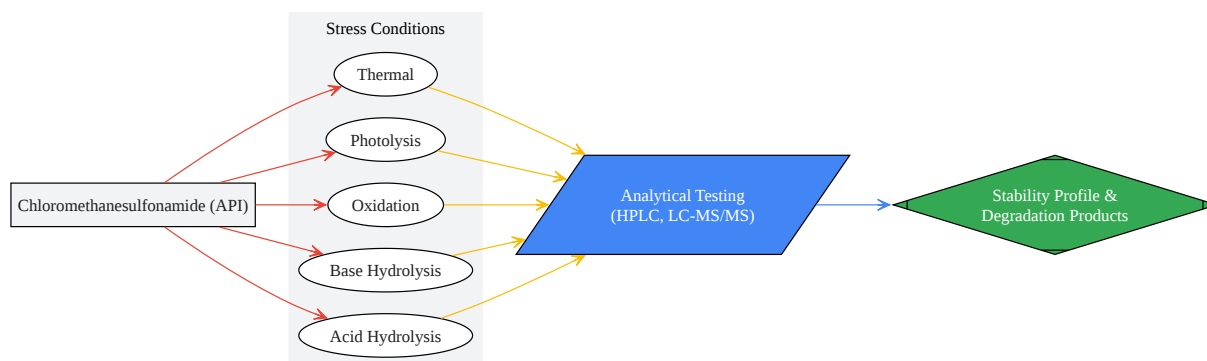 Stress Conditions
Thermal
Photolysis
Chloromethanesulfonamide (API)
Oxidation
Base Hydrolysis
Acid Hydrolysis
Analytical Testing
(HPLC, LC-MS/MS)
Stability Profile &
Degradation Products